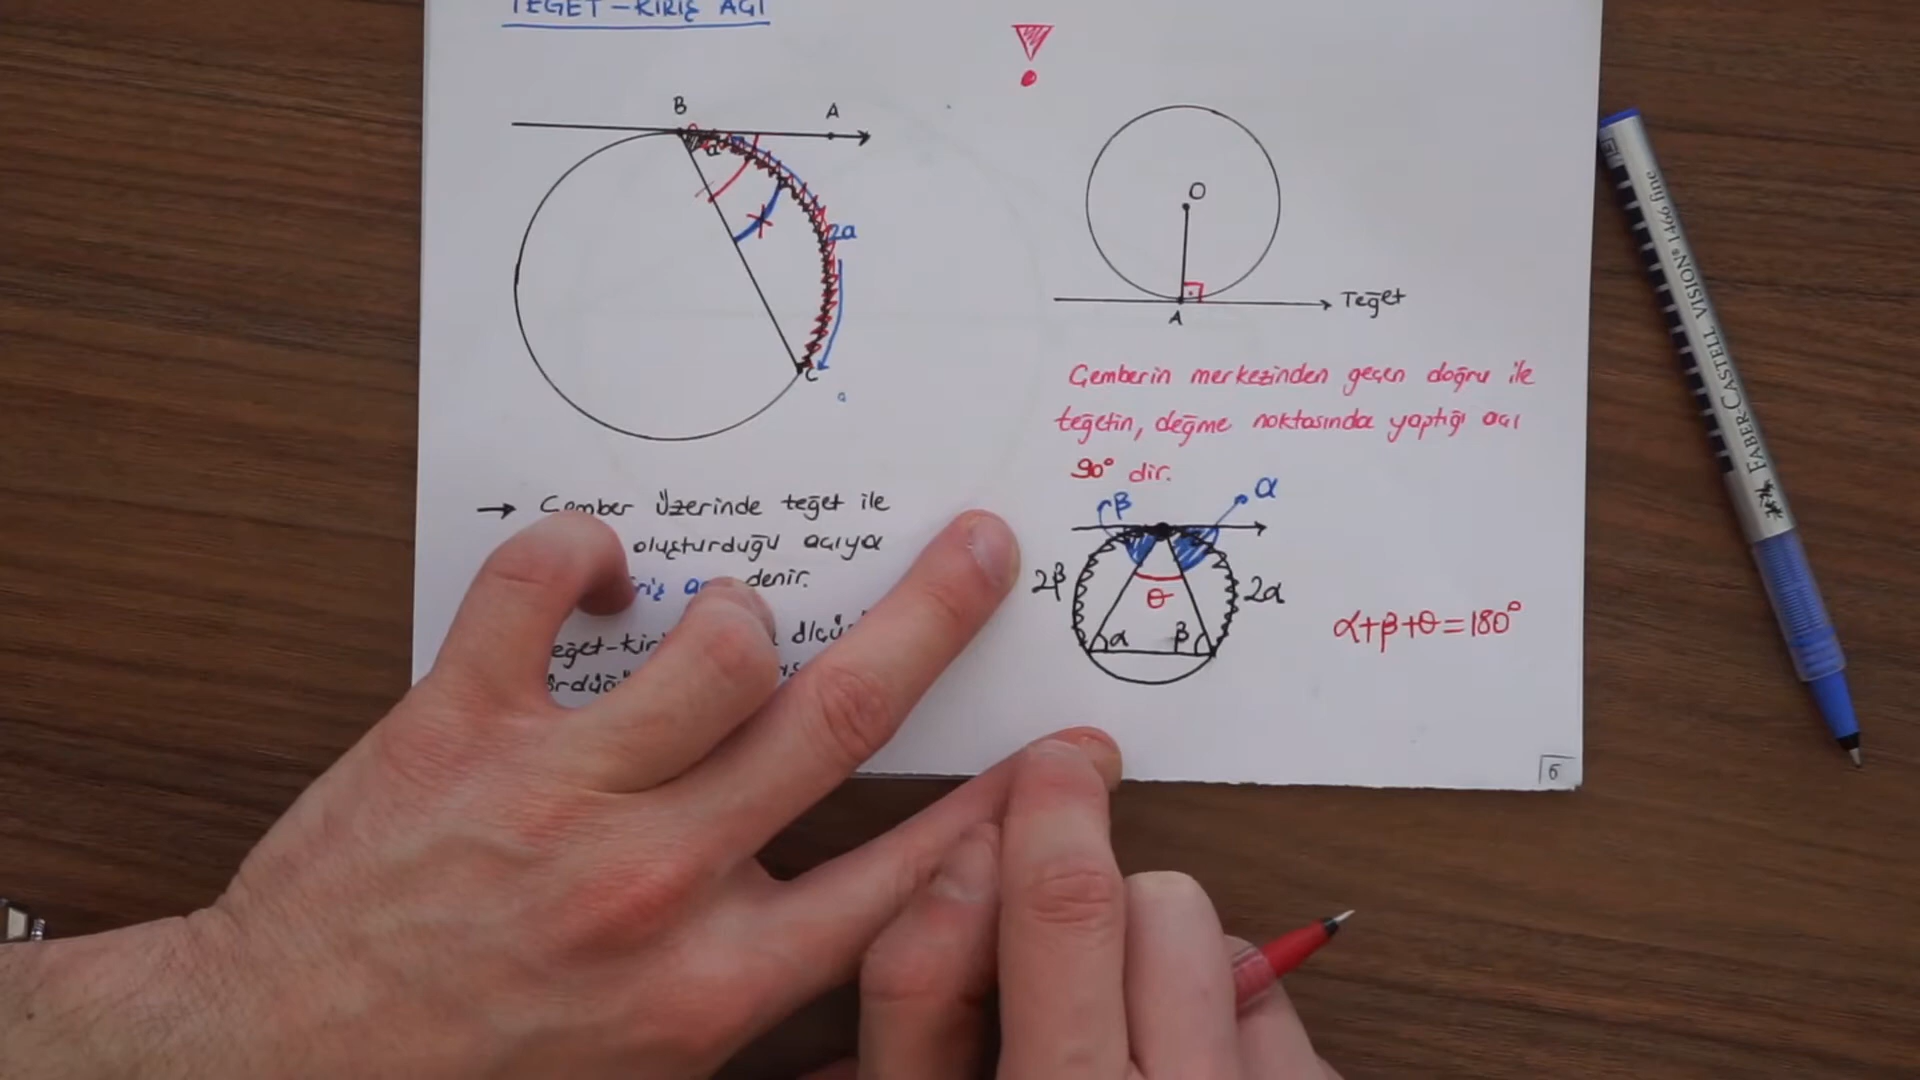 TEĞET-KİRİŞ AÇI
B
A
a
2a
C
O
A
Teğet
Çemberin merkezinden geçen doğru ile
teğetin, değme noktasında yaptığı açı
90° dir.
→ Çember üzerinde teğet ile
oluşturduğu açıya
denir.
β
α
2β
θ
2α
α
β
α+β+θ=180°
6
FABER-CASTELL VISION® 1466 fine